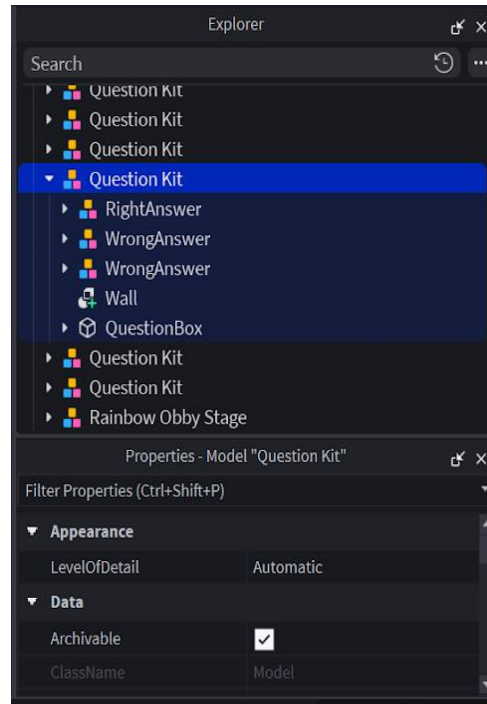 Explorer
Search
Question Kit
Question Kit
Question Kit
Question Kit
RightAnswer
WrongAnswer
WrongAnswer
Wall
QuestionBox
Question Kit
Question Kit
Rainbow Obby Stage
Properties - Model "Question Kit"
Filter Properties (Ctrl+Shift+P)
Appearance
LevelOfDetail Automatic
Data
Archivable
ClassName Model